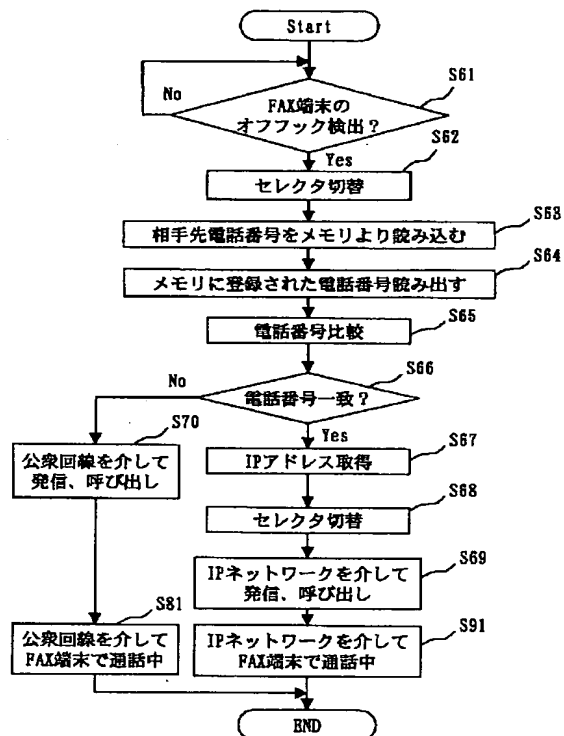 Start
S61
No
FAX端末の
オフフック検出?
Yes
S62
セレクタ切替
S63
相手先電話番号をメモリより読み込む
S64
メモリに登録された電話番号読み出す
S65
電話番号比較
S66
No
電話番号一致?
Yes
S70
公衆回線を介して
発信、呼び出し
S67
IPアドレス取得
S68
セレクタ切替
S69
IPネットワークを介して
発信、呼び出し
S81
公衆回線を介して
FAX端末で通話中
S91
IPネットワークを介して
FAX端末で通話中
END